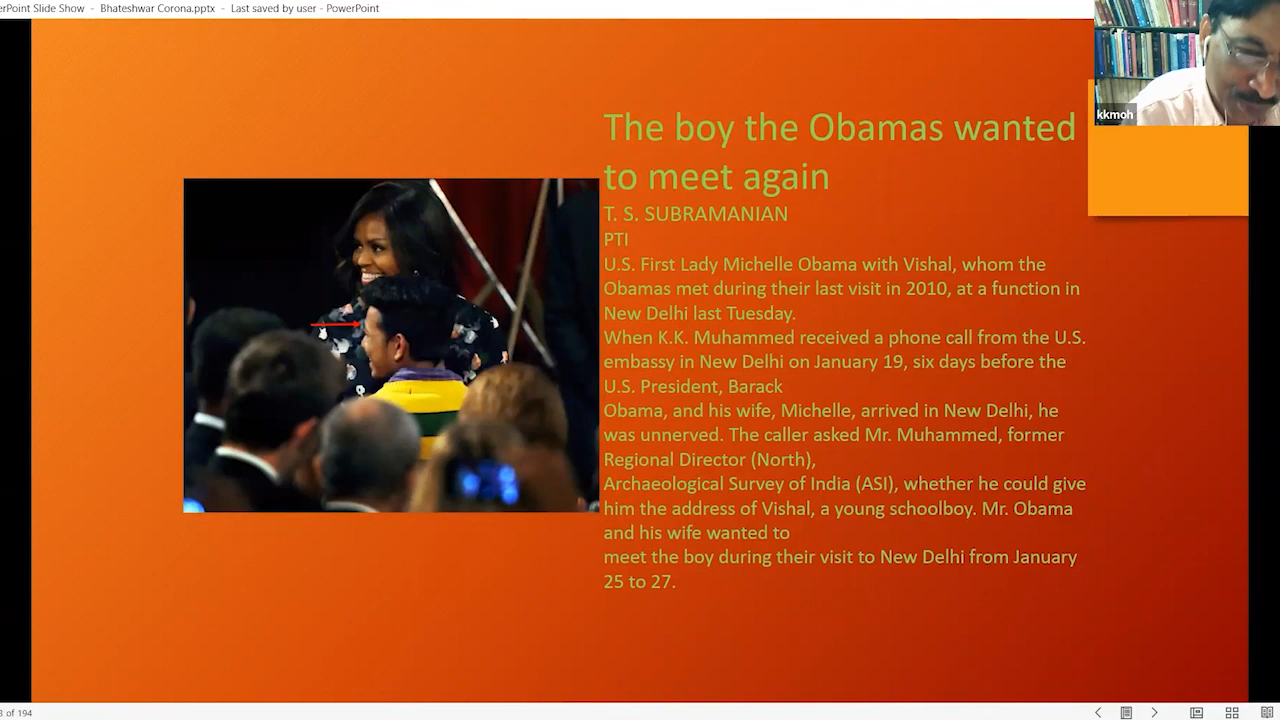 erPoint Slide Show - Bhateshwar Corona.pptx - Last saved by user - PowerPoint
kkmoh
The boy the Obamas wanted
to meet again
T. S. SUBRAMANIAN
PTI
U.S. First Lady Michelle Obama with Vishal, whom the
Obamas met during their last visit in 2010, at a function in
New Delhi last Tuesday.
When K.K. Muhammed received a phone call from the U.S.
embassy in New Delhi on January 19, six days before the
U.S. President, Barack
Obama, and his wife, Michelle, arrived in New Delhi, he
was unnerved. The caller asked Mr. Muhammed, former
Regional Director (North),
Archaeological Survey of India (ASI), whether he could give
him the address of Vishal, a young schoolboy. Mr. Obama
and his wife wanted to
meet the boy during their visit to New Delhi from January
25 to 27.
of 194